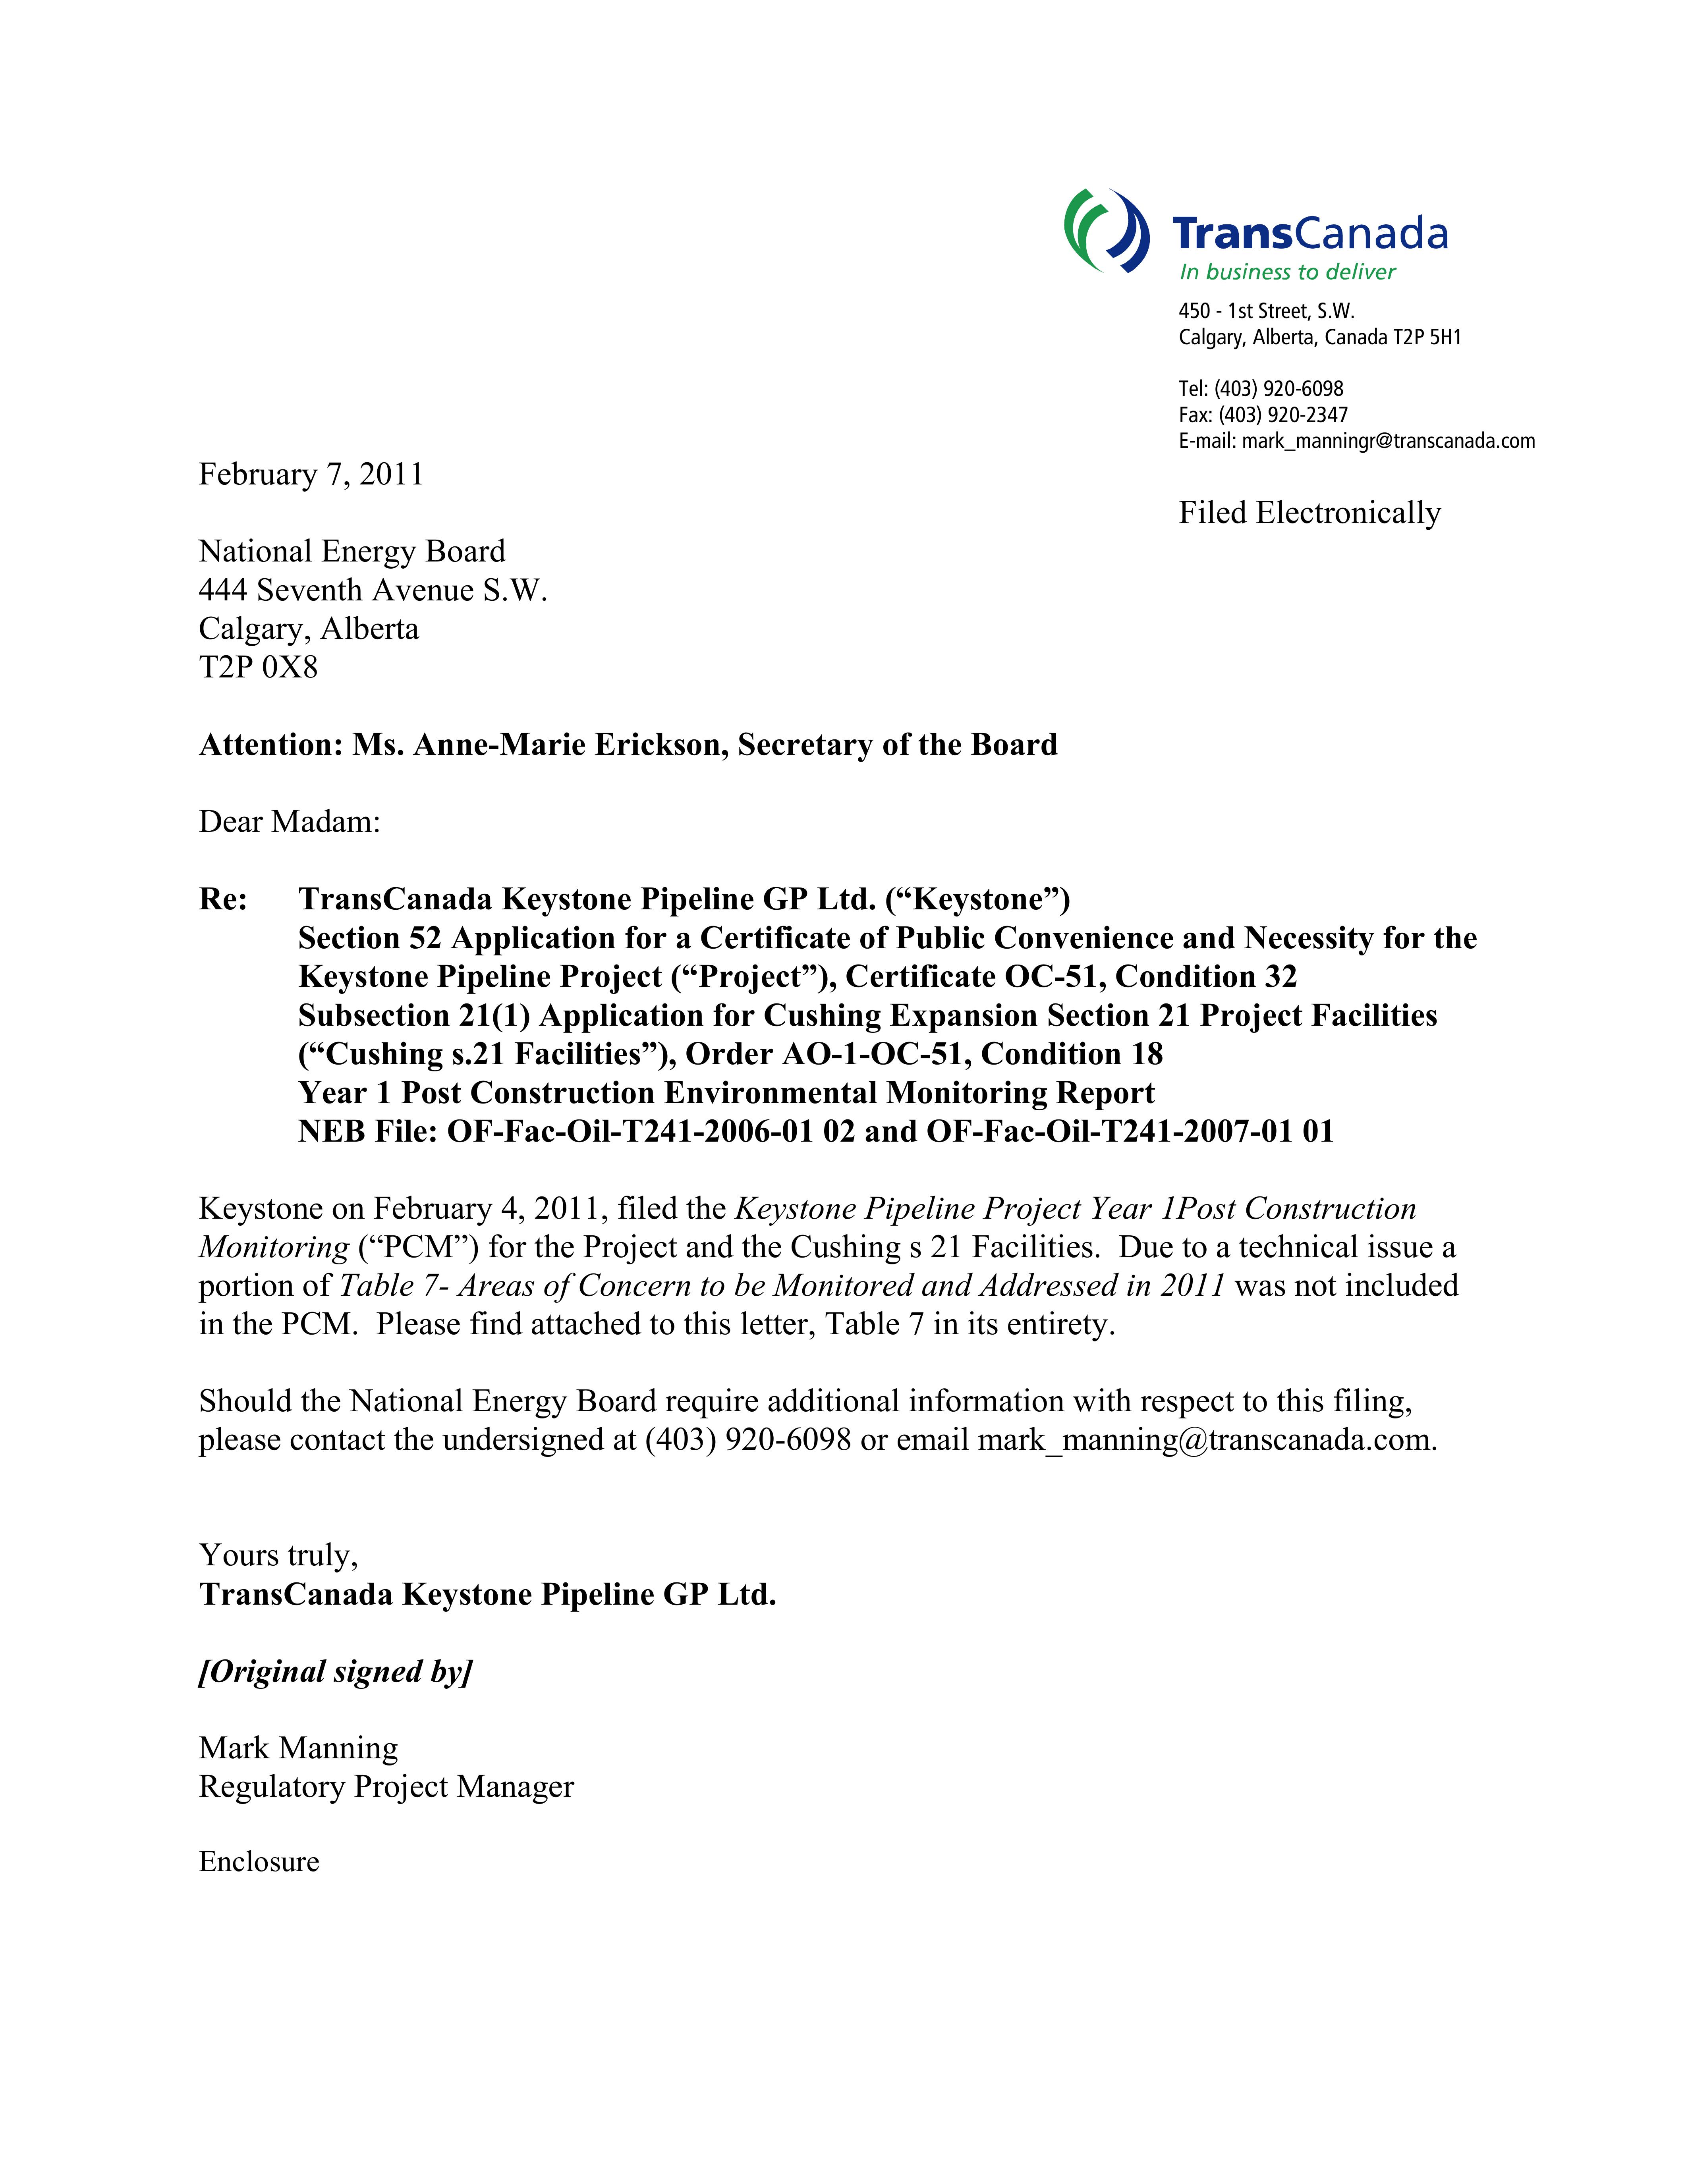 TransCanada
In business to deliver
450 - 1st Street, S.W.
Calgary, Alberta, Canada T2P 5H1
Tel: (403) 920-6098
Fax: (403) 920-2347
E-mail: mark_manningr@transcanada.com
February 7, 2011
Filed Electronically
National Energy Board
444 Seventh Avenue S.W.
Calgary, Alberta
T2P 0X8
Attention: Ms. Anne-Marie Erickson, Secretary of the Board
Dear Madam:
Re: TransCanada Keystone Pipeline GP Ltd. (“Keystone”)
Section 52 Application for a Certificate of Public Convenience and Necessity for the
Keystone Pipeline Project (“Project”), Certificate OC-51, Condition 32
Subsection 21(1) Application for Cushing Expansion Section 21 Project Facilities
(“Cushing s.21 Facilities”), Order AO-1-OC-51, Condition 18
Year 1 Post Construction Environmental Monitoring Report
NEB File: OF-Fac-Oil-T241-2006-01 02 and OF-Fac-Oil-T241-2007-01 01
Keystone on February 4, 2011, filed the Keystone Pipeline Project Year 1Post Construction
Monitoring (“PCM”) for the Project and the Cushing s 21 Facilities.  Due to a technical issue a
portion of Table 7- Areas of Concern to be Monitored and Addressed in 2011 was not included
in the PCM.  Please find attached to this letter, Table 7 in its entirety.
Should the National Energy Board require additional information with respect to this filing,
please contact the undersigned at (403) 920-6098 or email mark_manning@transcanada.com.
Yours truly,
TransCanada Keystone Pipeline GP Ltd.
[Original signed by]
Mark Manning
Regulatory Project Manager
Enclosure